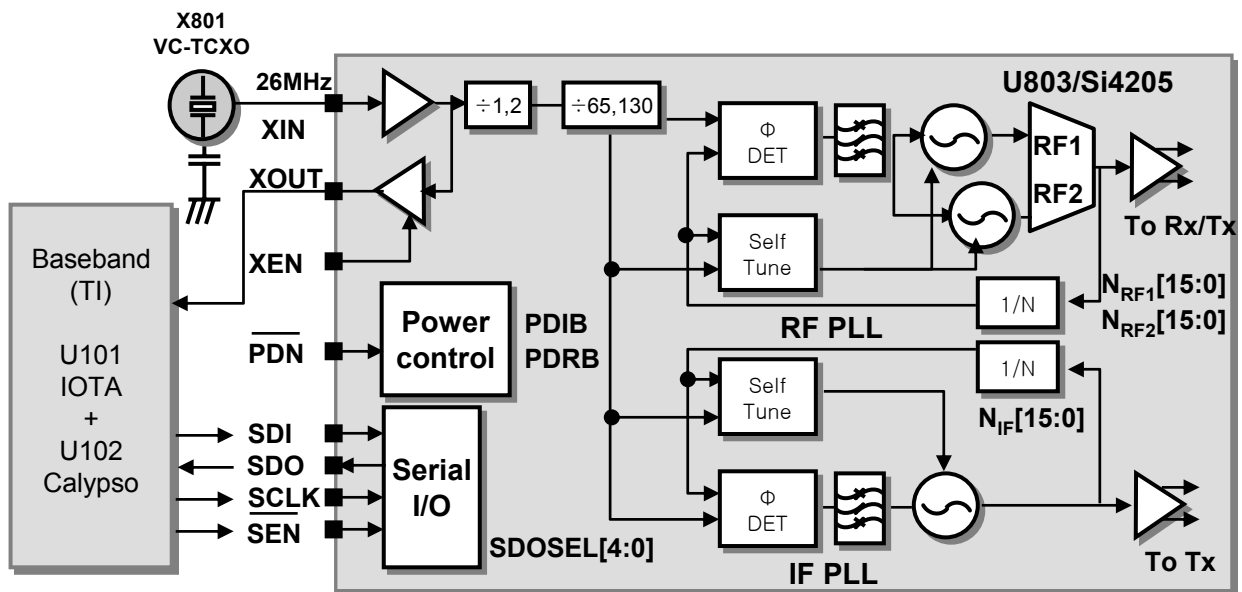 X801
VC-TCXO
26MHz
XIN
XOUT
XEN
PDN
SDI
SDO
SCLK
SEN
Baseband
(TI)
U101
IOTA
+
U102
Calypso
U803/Si4205
÷1,2
÷65,130
Φ
DET
RF1
RF2
To Rx/Tx
Self
Tune
1/N
NRF1[15:0]
NRF2[15:0]
RF PLL
Power
control
PDIB
PDRB
Self
Tune
1/N
NIF[15:0]
Serial
I/O
SDOSEL[4:0]
Φ
DET
IF PLL
To Tx